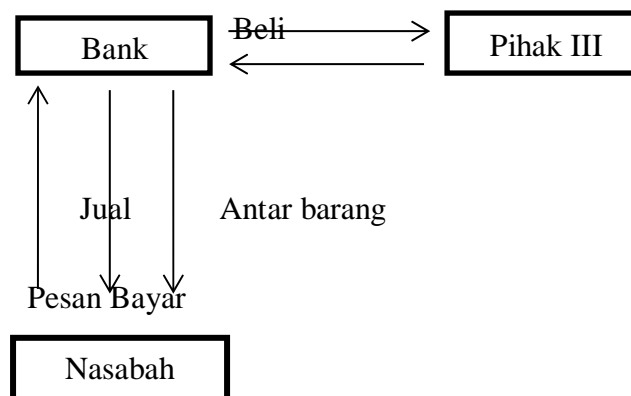 Beli
Bank
Pihak III
Jual
Antar barang
Pesan Bayar
Nasabah